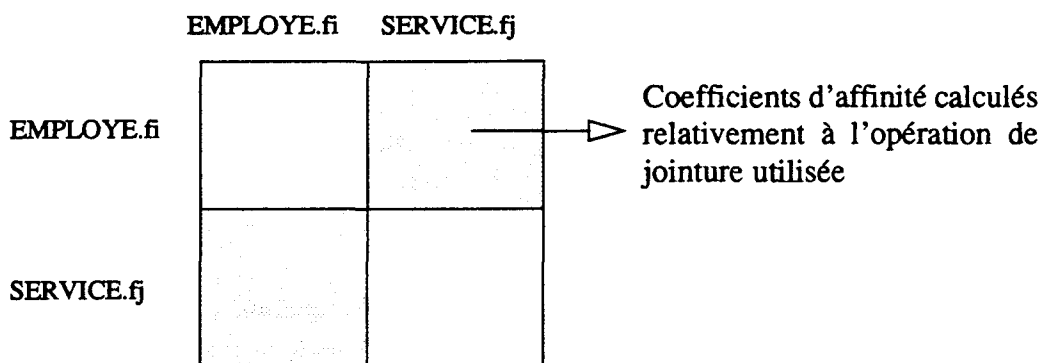 EMPLOYE.fi SERVICE.fj
Coefficients d'affinité calculés
EMPLOYE.fi
relativement à l'opération de
jointure utilisée
SERVICE.fj